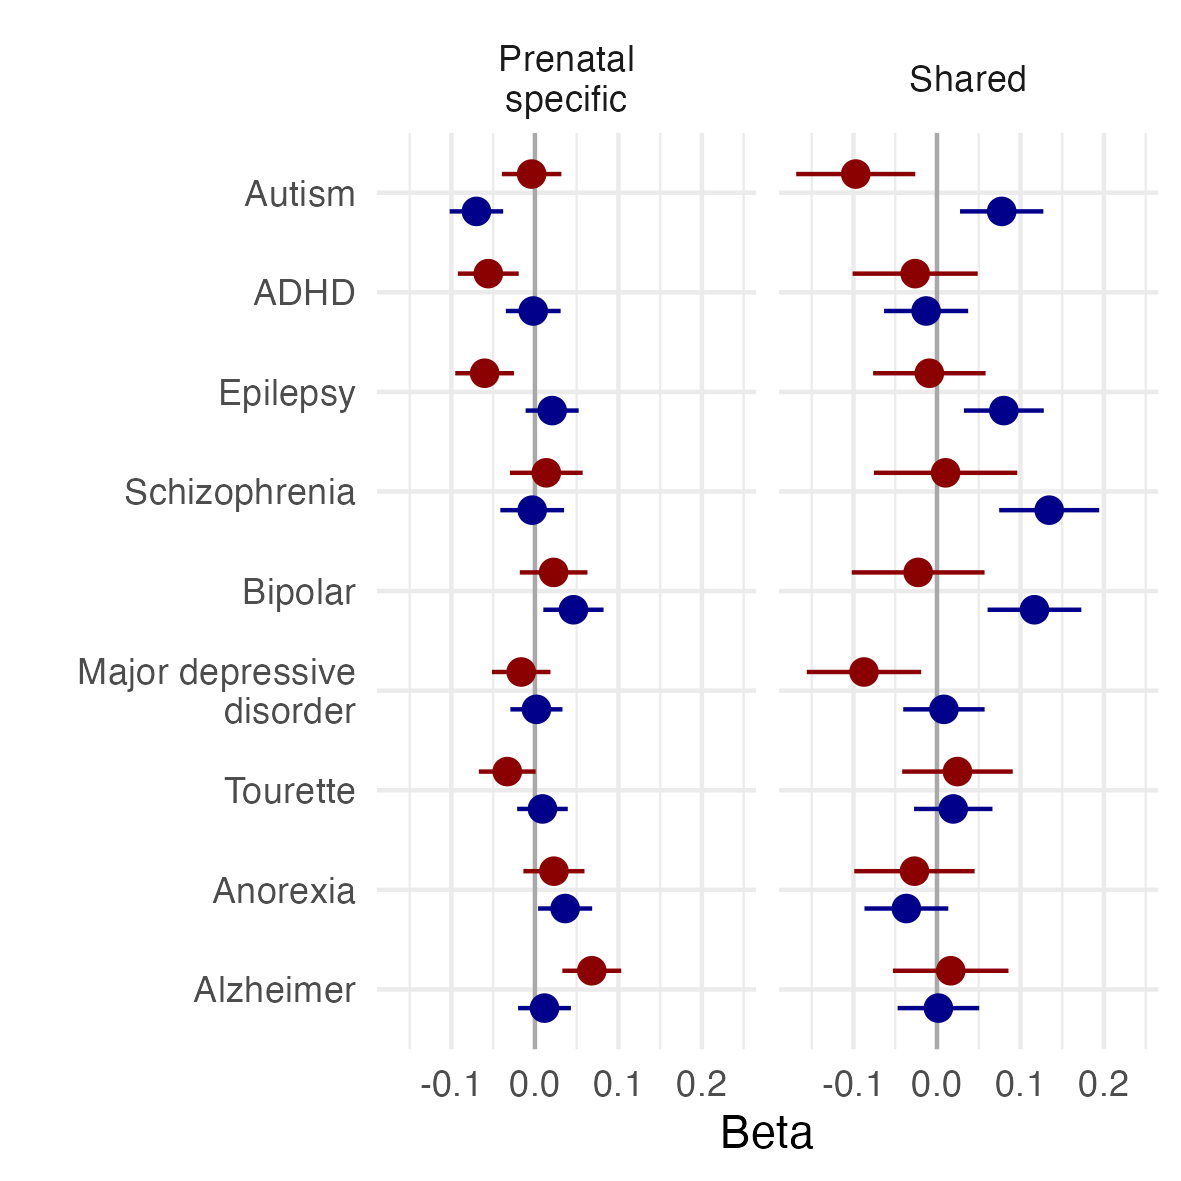 Prenatal
specific
Shared
Autism
ADHD
Epilepsy
Schizophrenia
Bipolar
Major depressive
disorder
Tourette
Anorexia
Alzheimer
-0.1 0.0 0.1 0.2 -0.1 0.0 0.1 0.2
Beta